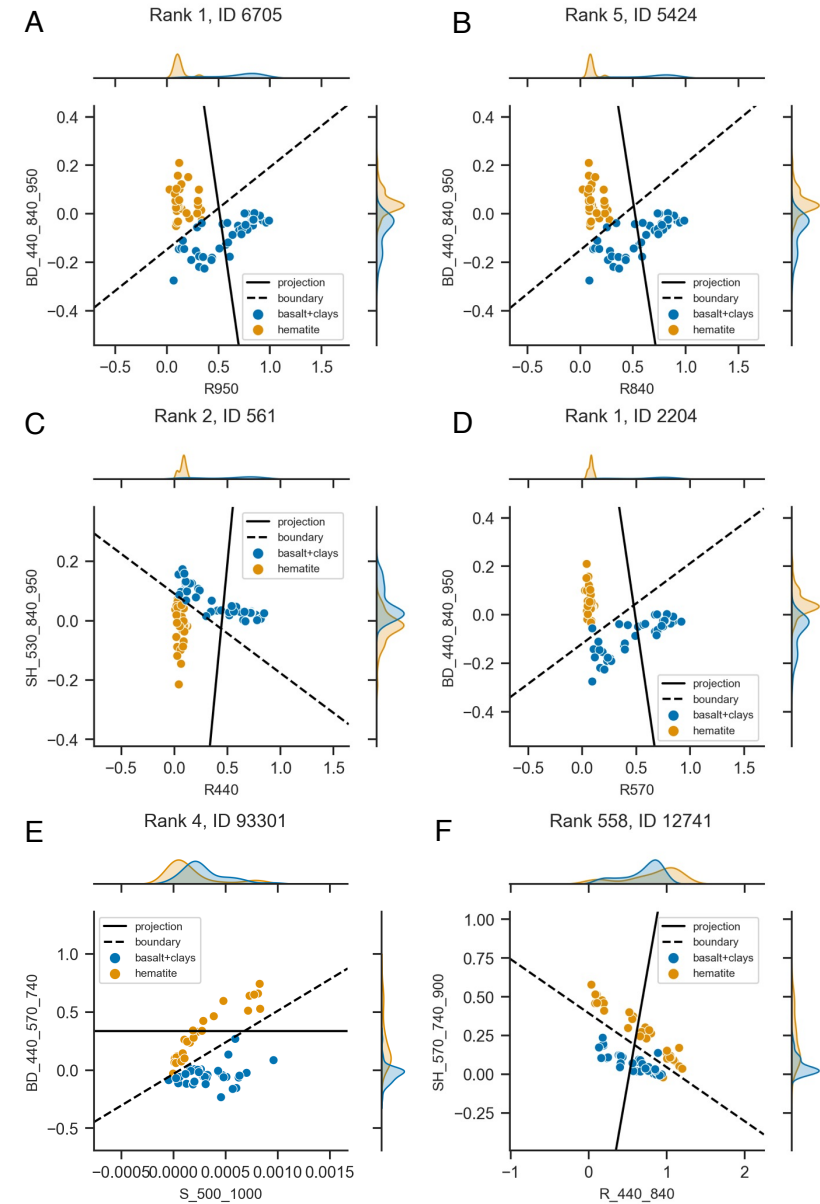 A
Rank 1, ID 6705
0.4
0.2
0.0
−0.2
−0.4
BD_440_840_950
projection
boundary
basalt+clays
hematite
−0.5 0.0 0.5 1.0 1.5
R950
B
Rank 5, ID 5424
0.4
0.2
0.0
−0.2
−0.4
BD_440_840_950
projection
boundary
basalt+clays
hematite
−0.5 0.0 0.5 1.0 1.5
R840
C
Rank 2, ID 561
projection
boundary
basalt+clays
hematite
0.2
0.0
−0.2
−0.4
SH_530_840_950
−0.5 0.0 0.5 1.0 1.5
R440
D
Rank 1, ID 2204
0.4
0.2
0.0
−0.2
−0.4
BD_440_840_950
projection
boundary
basalt+clays
hematite
−0.5 0.0 0.5 1.0 1.5
R570
E
Rank 4, ID 93301
projection
boundary
basalt+clays
hematite
1.0
0.5
0.0
−0.5
BD_440_570_740
−0.0005 0.0000 0.0005 0.0010 0.0015
S_500_1000
F
Rank 558, ID 12741
projection
boundary
basalt+clays
hematite
1.00
0.75
0.50
0.25
0.00
−0.25
SH_570_740_900
−1 0 1 2
R_440_840